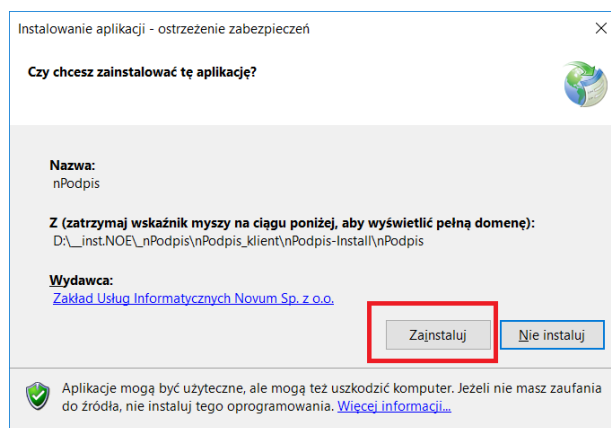 Instalowanie aplikacji - ostrzeżenie zabezpieczeń
Czy chcesz zainstalować tę aplikację?
Nazwa:
nPodpis
Z (zatrzymaj wskaźnik myszy na ciągu poniżej, aby wyświetlić pełną domenę):
D:\__inst.NOE\_nPodpis\nPodpis_klient\nPodpis-Install\nPodpis
Wydawca:
Zakład Usług Informatycznych Novum Sp. z o.o.
Zainstaluj
Nie instaluj
Aplikacje mogą być użyteczne, ale mogą też uszkodzić komputer. Jeżeli nie masz zaufania
do źródła, nie instaluj tego oprogramowania. Więcej informacji...